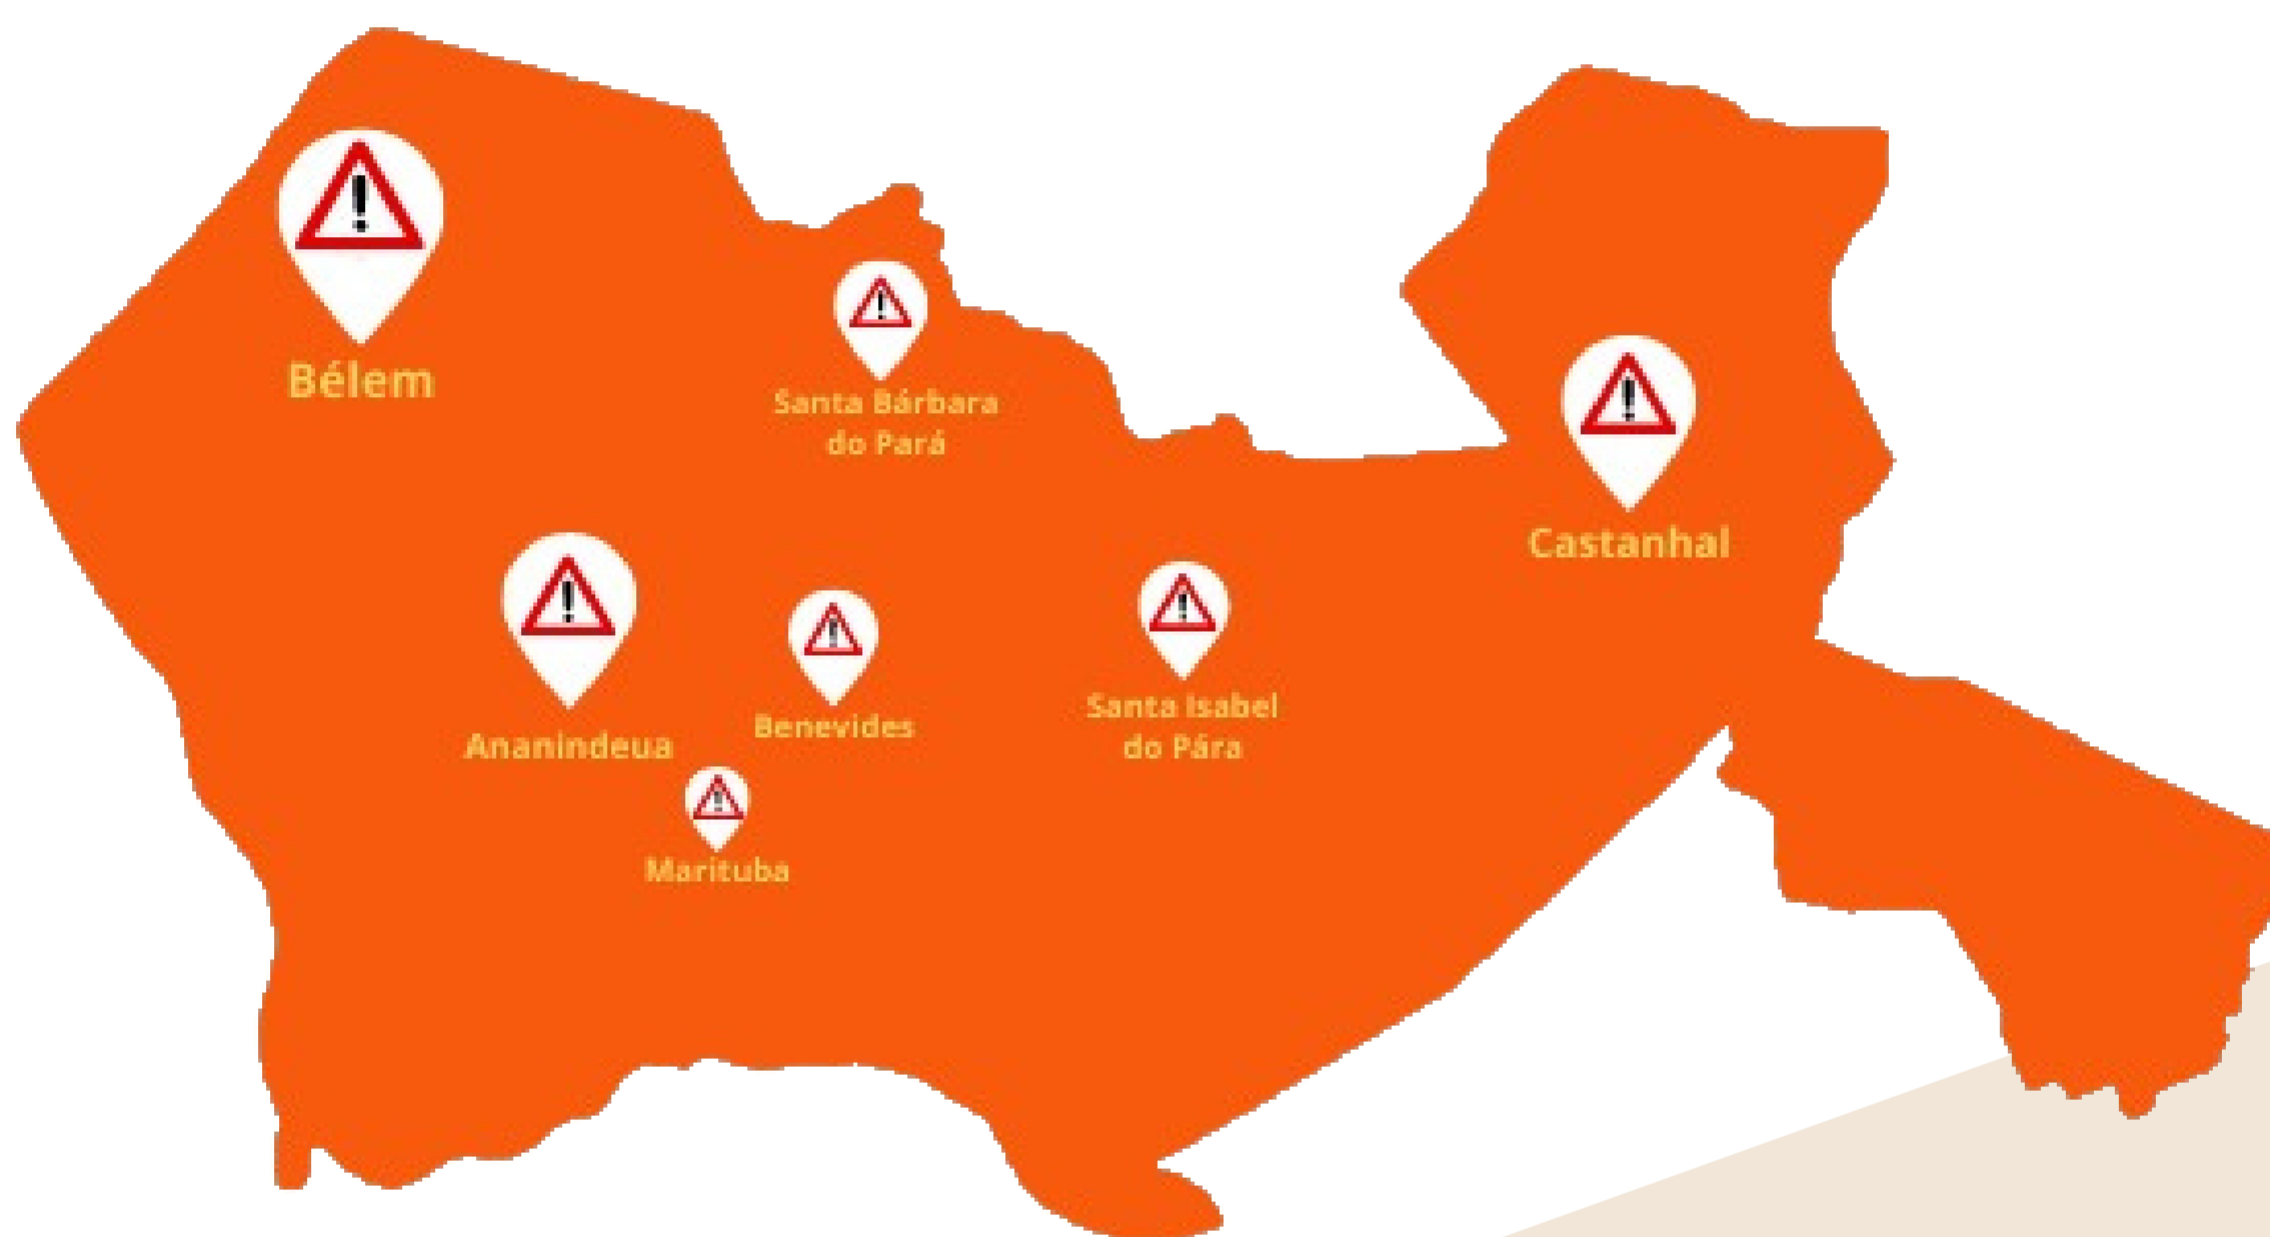 Bélem
Santa Bárbara
do Pará
Castanhal
Ananindeua
Benevides
Santa Isabel
do Pára
Marituba